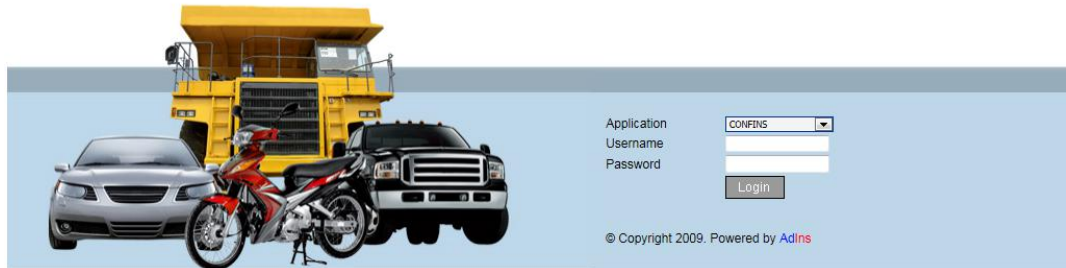 Application CONFINS
Username
Password
Login
© Copyright 2009. Powered by AdIns